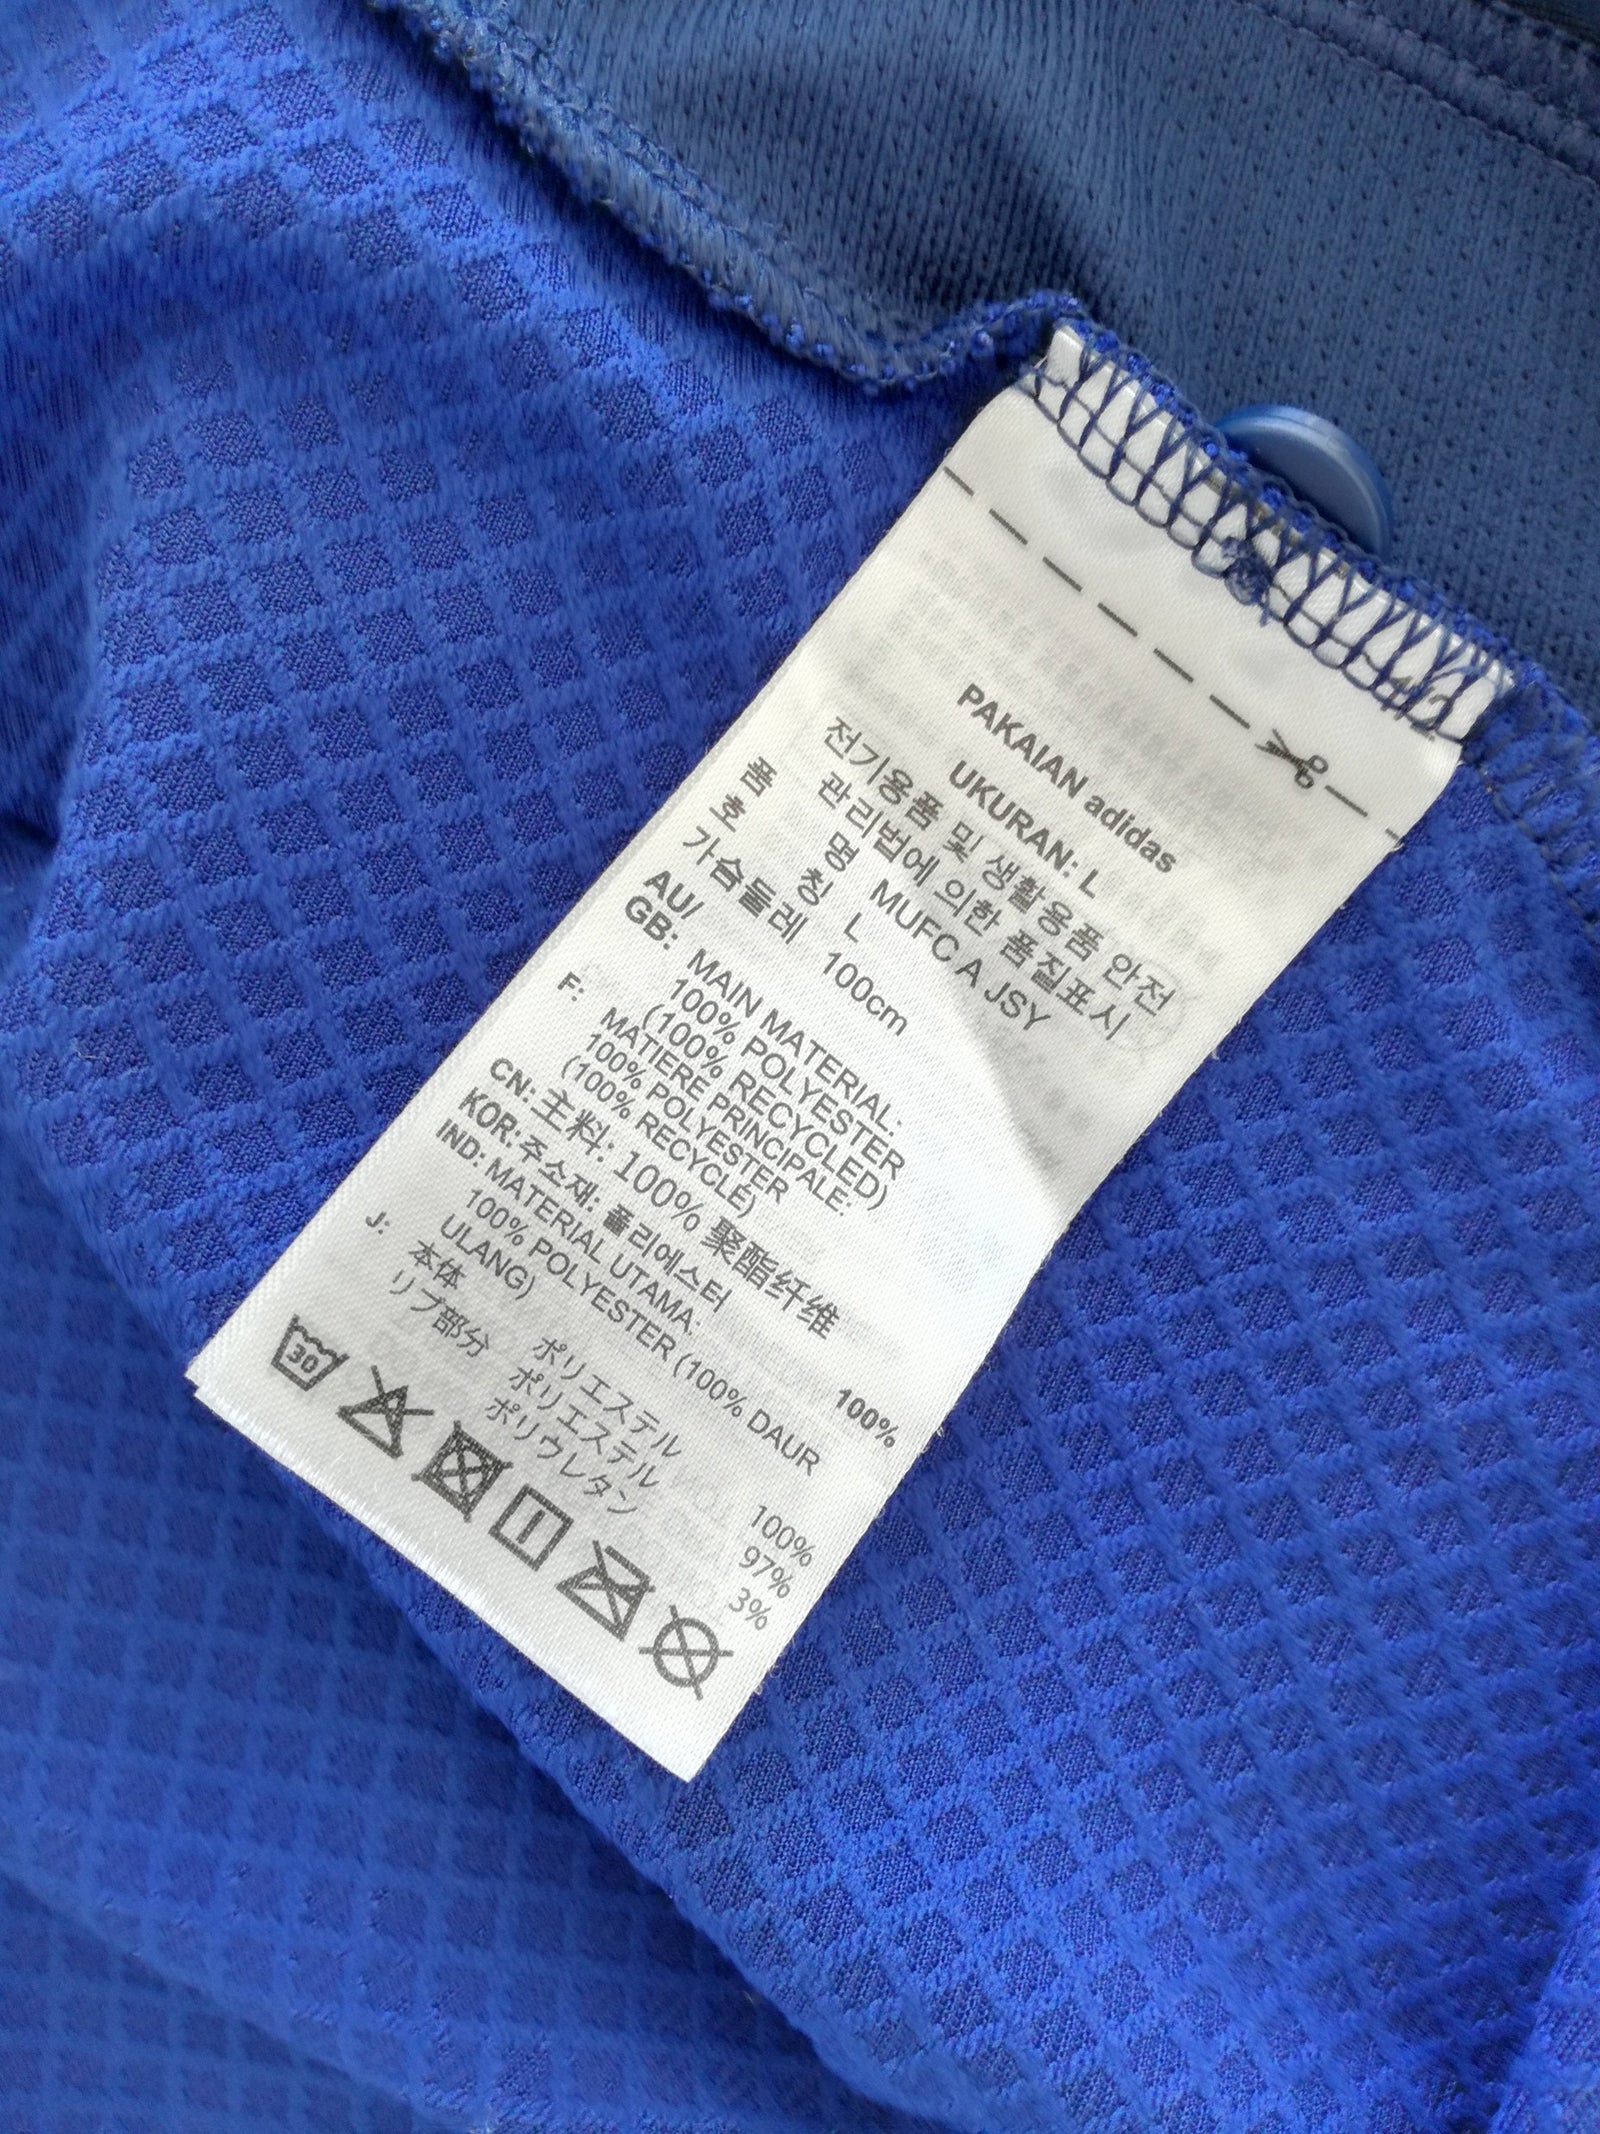 PAKAIAN adidas
UKURAN: L
전기용품 및 생활용품 안전
관리법에 의한 품질표시
품 명 MUFC A JSY
호 칭 L
가슴둘레 100cm
AU/
GB: MAIN MATERIAL:
100% POLYESTER
(100% RECYCLED)
F: MATIERE PRINCIPALE:
100% POLYESTER
(100% RECYCLÉ)
CN: 主料: 100% 聚酯纤维
KOR: 주소재: 폴리에스터 100%
IND: MATERIAL UTAMA:
100% POLYESTER (100% DAUR
ULANG)
J: 本体 ポリエステル 100%
リブ部分 ポリエステル 97%
ポリウレタン 3%
30